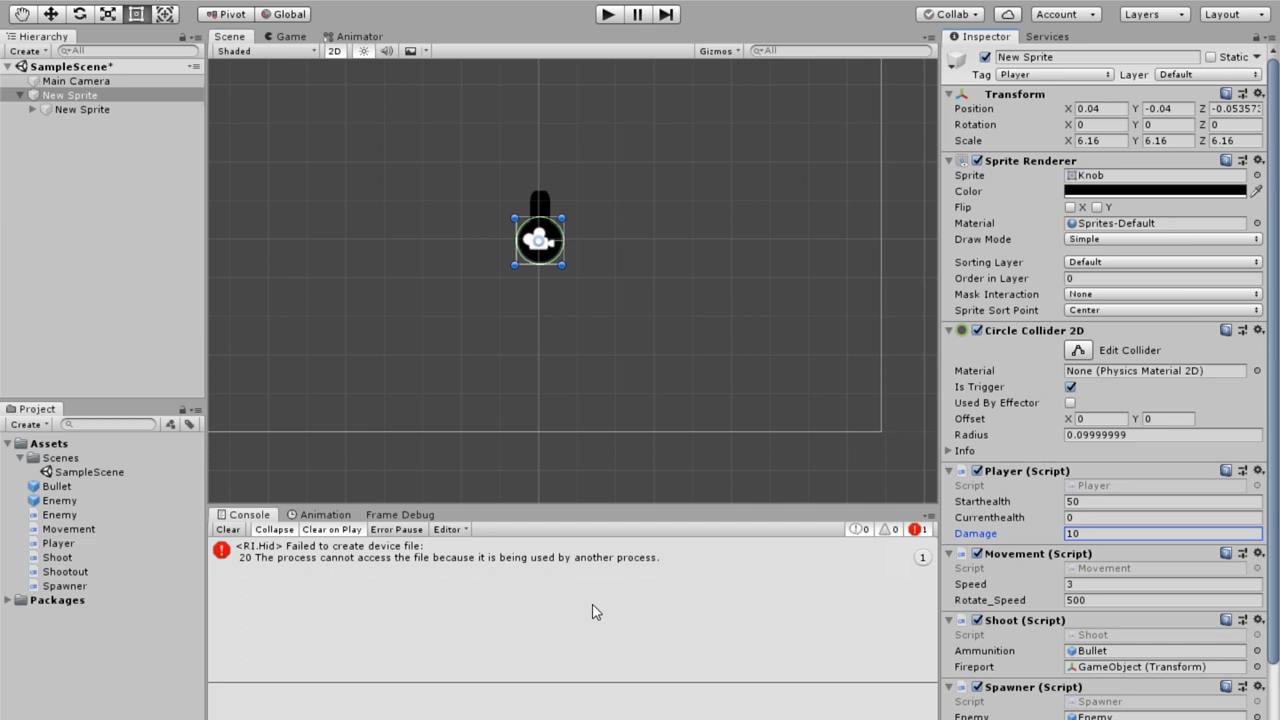 Pivot Global Collab Account Layers Layout
Hierarchy
Create All
SampleScene*
Main Camera
New Sprite
New Sprite
Project
Create
Assets
Scenes
SampleScene
Bullet
Enemy
Enemy
Movement
Player
Shoot
Shootout
Spawner
Packages
Scene Game Animator
Shaded 2D Gizmos All
Console Animation Frame Debug
Clear Collapse Clear on Play Error Pause Editor 0 0 1
<RI.Hid> Failed to create device file:
20 The process cannot access the file because it is being used by another process.
1
Inspector Services
New Sprite Static
Tag Player Layer Default
Transform
Position X 0.04 Y -0.04 Z -0.05357
Rotation X 0 Y 0 Z 0
Scale X 6.16 Y 6.16 Z 6.16
Sprite Renderer
Sprite Knob
Color
Flip X Y
Material Sprites-Default
Draw Mode Simple
Sorting Layer Default
Order in Layer 0
Mask Interaction None
Sprite Sort Point Center
Circle Collider 2D
Edit Collider
Material None (Physics Material 2D)
Is Trigger
Used By Effector
Offset X 0 Y 0
Radius 0.09999999
Info
Player (Script)
Script Player
Starthealth 50
Currenthealth 0
Damage 10
Movement (Script)
Script Movement
Speed 3
Rotate_Speed 500
Shoot (Script)
Script Shoot
Ammunition Bullet
Fireport GameObject (Transform)
Spawner (Script)
Script Spawner
Enemy Enemy